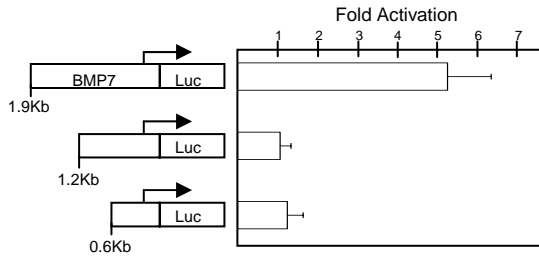 Fold Activation
1 2 3 4 5 6 7
BMP7 Luc
1.9Kb
Luc
1.2Kb
Luc
0.6Kb